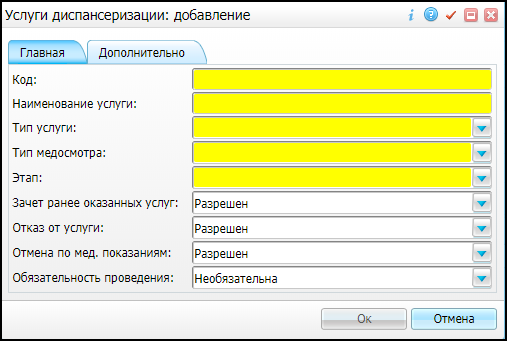 Услуги диспансеризации: добавление
Главная
Дополнительно
Код:
Наименование услуги:
Тип услуги:
Тип медосмотра:
Этап:
Зачет ранее оказанных услуг: Разрешен
Отказ от услуги: Разрешен
Отмена по мед. показаниям: Разрешен
Обязательность проведения: Необязательна
Ок
Отмена